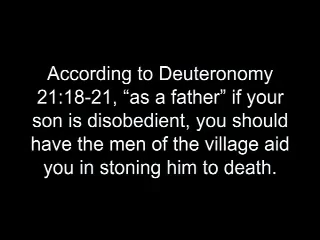 According to Deuteronomy
21:18-21, “as a father” if your
son is disobedient, you should
have the men of the village aid
you in stoning him to death.